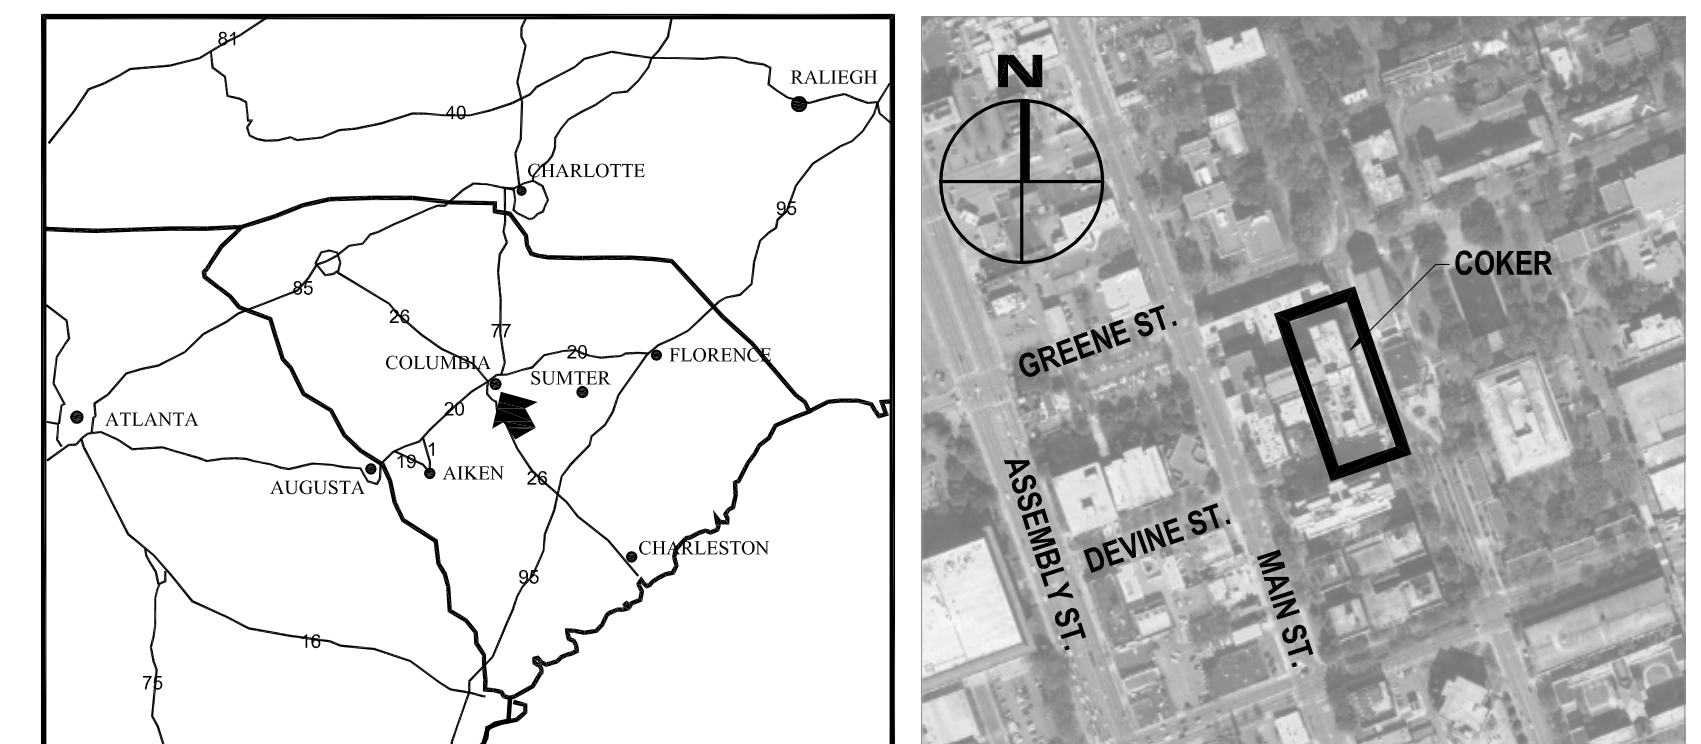 81
RALIEGH
40
CHARLOTTE
95
85
26
77
20
COLUMBIA
FLORENCE
SUMTER
20
ATLANTA
1
19
AIKEN
AUGUSTA
26
CHARLESTON
95
16
75
N
COKER
GREENE ST.
ASSEMBLY ST.
DEVINE ST.
MAIN ST.